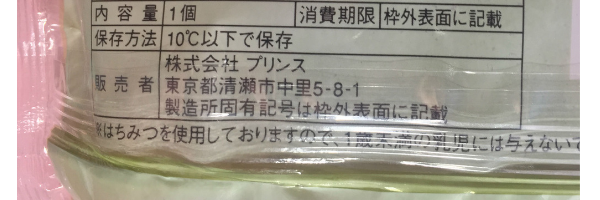 内容量 1個 消費期限 枠外表面に記載
保存方法 10℃以下で保存
販売者 株式会社 プリンス
東京都清瀬市中里5-8-1
製造所固有記号は枠外表面に記載
※はちみつを使用しておりますので、1歳未満の乳児には与えないで